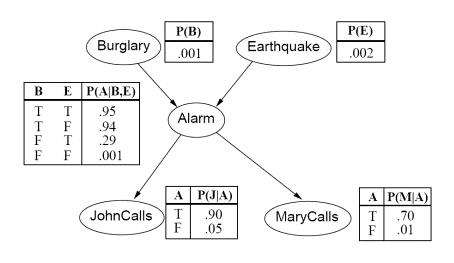 Burglary
P(B)
.001
Earthquake
P(E)
.002
B E P(A|B,E)
T T .95
T F .94
F T .29
F F .001
Alarm
JohnCalls
A P(J|A)
T .90
F .05
MaryCalls
A P(M|A)
T .70
F .01